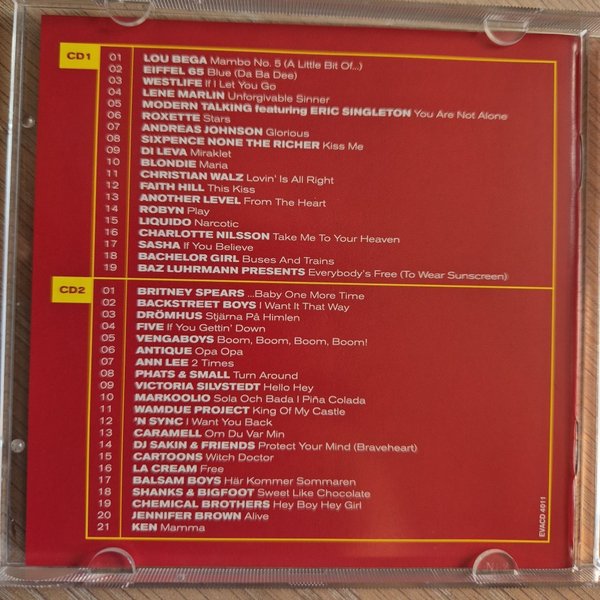 CD1
01 LOU BEGA Mambo No. 5 (A Little Bit Of...)
02 EIFFEL 65 Blue (Da Ba Dee)
03 WESTLIFE If I Let You Go
04 LENE MARLIN Unforgivable Sinner
05 MODERN TALKING featuring ERIC SINGLETON You Are Not Alone
06 ROXETTE Stars
07 ANDREAS JOHNSON Glorious
08 SIXPENCE NONE THE RICHER Kiss Me
09 DI LEVA Miraklet
10 BLONDIE Maria
11 CHRISTIAN WALZ Lovin' Is All Right
12 FAITH HILL This Kiss
13 ANOTHER LEVEL From The Heart
14 ROBYN Play
15 LIQUIDO Narcotic
16 CHARLOTTE NILSSON Take Me To Your Heaven
17 SASHA If You Believe
18 BACHELOR GIRL Buses And Trains
19 BAZ LUHRMANN PRESENTS Everybody's Free (To Wear Sunscreen)
CD2
01 BRITNEY SPEARS ...Baby One More Time
02 BACKSTREET BOYS I Want It That Way
03 DRÖMHUS Stjärna På Himlen
04 FIVE If You Gettin' Down
05 VENGABOYS Boom, Boom, Boom, Boom!
06 ANTIQUE Opa Opa
07 ANN LEE 2 Times
08 PHATS & SMALL Turn Around
09 VICTORIA SILVSTEDT Hello Hey
10 MARKOOLIO Sola Och Bada I Piña Colada
11 WAMDUE PROJECT King Of My Castle
12 'N SYNC I Want You Back
13 CARAMELL Om Du Var Min
14 DJ SAKIN & FRIENDS Protect Your Mind (Braveheart)
15 CARTOONS Witch Doctor
16 LA CREAM Free
17 BALSAM BOYS Här Kommer Sommaren
18 SHANKS & BIGFOOT Sweet Like Chocolate
19 CHEMICAL BROTHERS Hey Boy Hey Girl
20 JENNIFER BROWN Alive
21 KEN Mamma
EVACD 4011